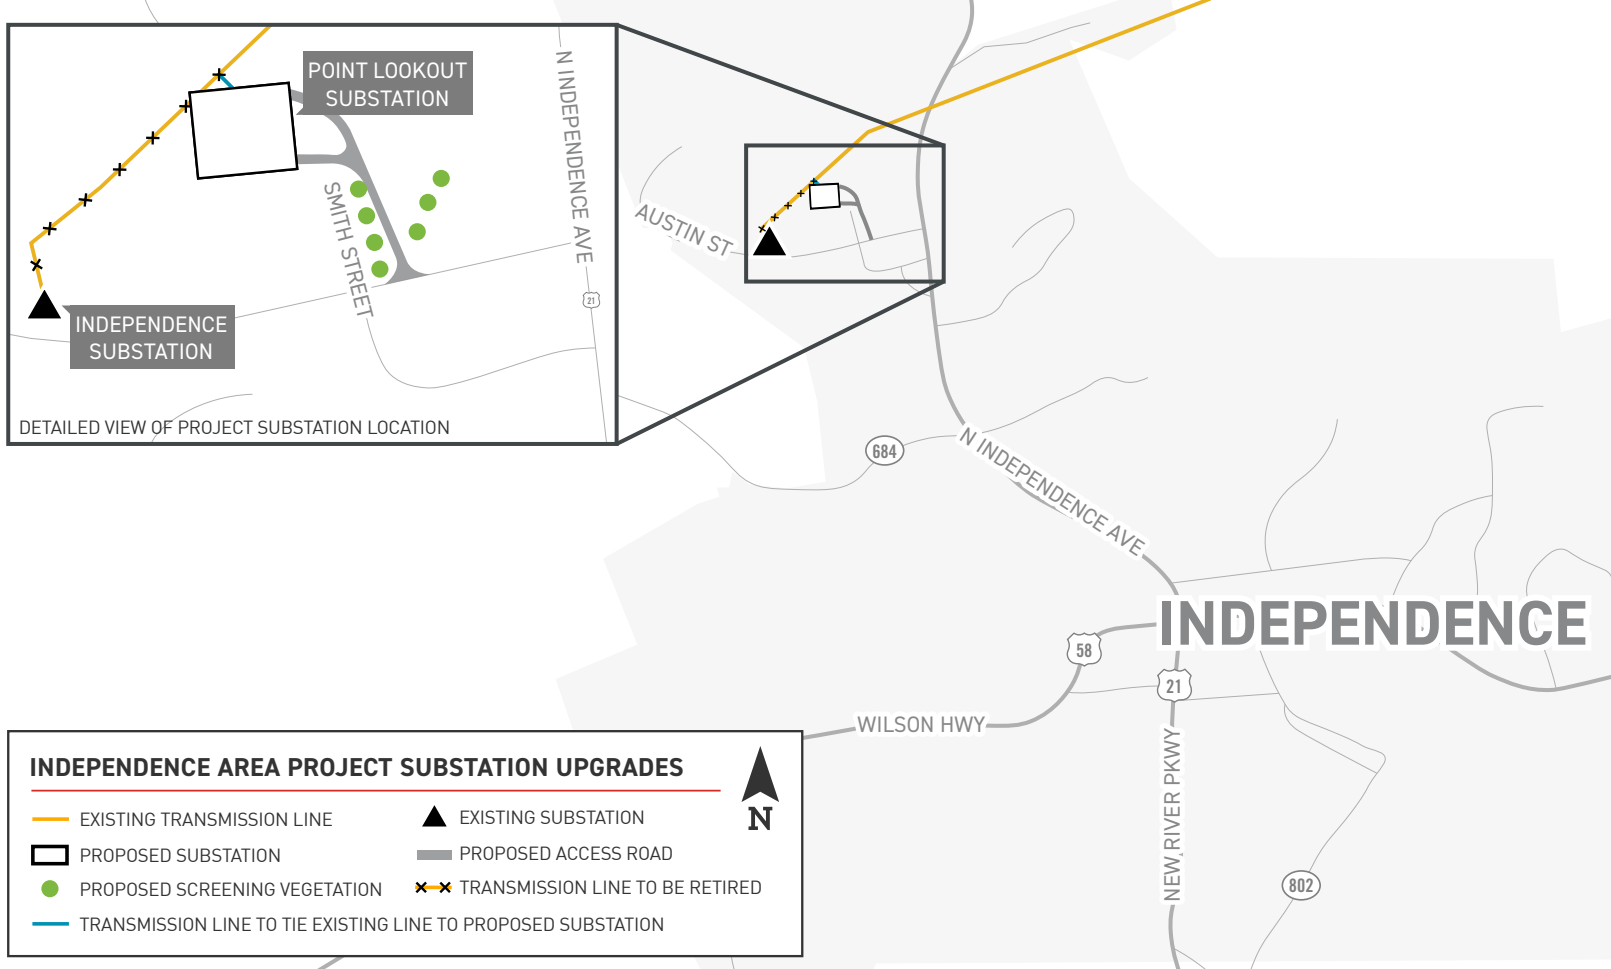 POINT LOOKOUT
SUBSTATION
N INDEPENDENCE AVE
SMITH STREET
21
INDEPENDENCE
SUBSTATION
DETAILED VIEW OF PROJECT SUBSTATION LOCATION
AUSTIN ST
684
N INDEPENDENCE AVE
INDEPENDENCE
58
21
WILSON HWY
NEW RIVER PKWY
802
INDEPENDENCE AREA PROJECT SUBSTATION UPGRADES
N
EXISTING TRANSMISSION LINE
EXISTING SUBSTATION
PROPOSED SUBSTATION
PROPOSED ACCESS ROAD
PROPOSED SCREENING VEGETATION
TRANSMISSION LINE TO BE RETIRED
TRANSMISSION LINE TO TIE EXISTING LINE TO PROPOSED SUBSTATION